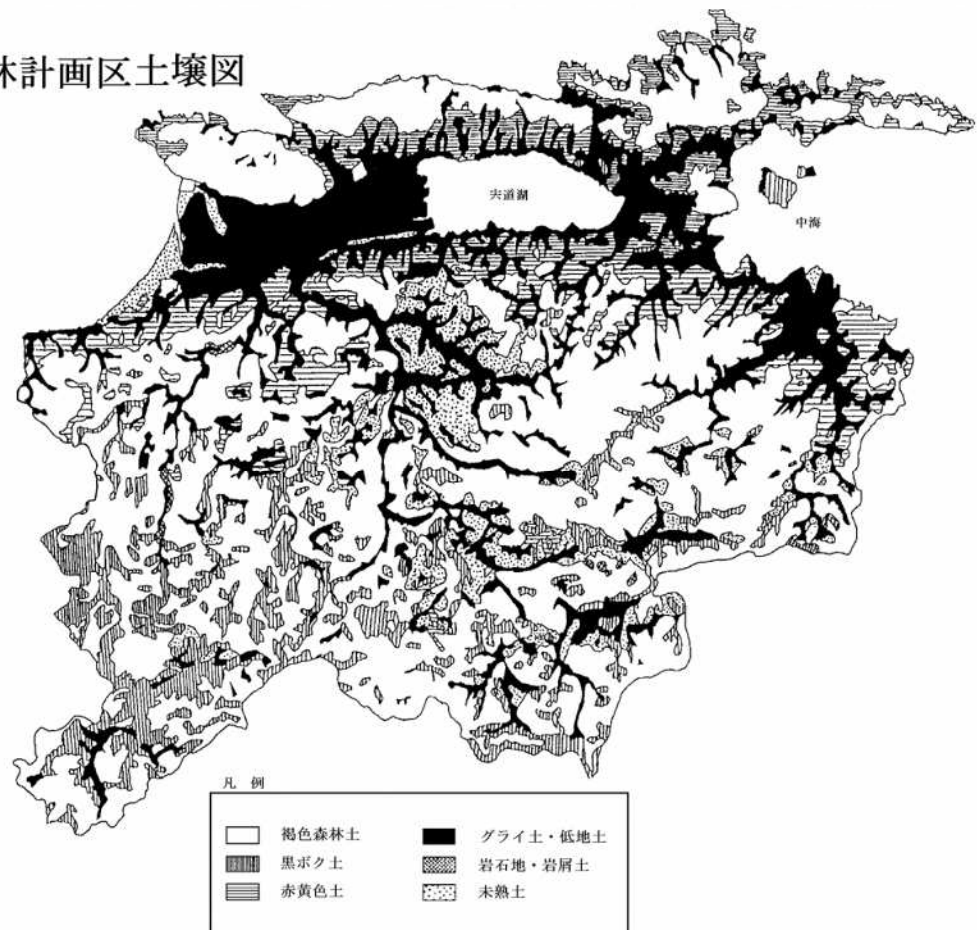 林計画区土壌図
宍道湖
中海
凡 例
褐色森林土
グライ土・低地土
黒ボク土
岩石地・岩屑土
赤黄色土
未熟土